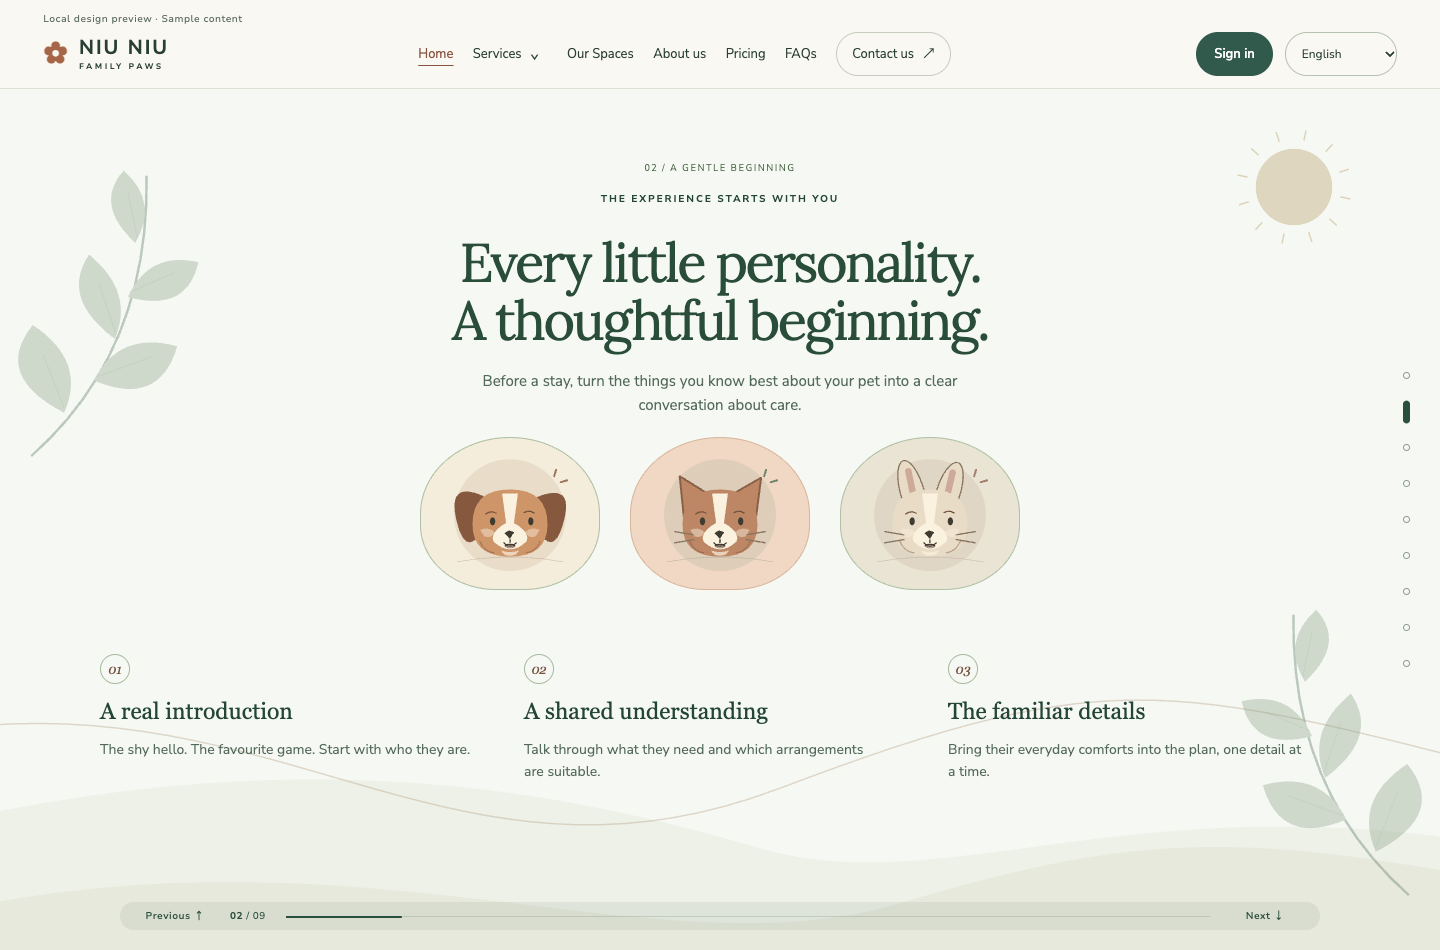 Local design preview · Sample content
NIU NIU
FAMILY PAWS
Home
Services
Our Spaces
About us
Pricing
FAQs
Contact us ↗
Sign in
English
02 / A GENTLE BEGINNING
THE EXPERIENCE STARTS WITH YOU
Every little personality.
A thoughtful beginning.
Before a stay, turn the things you know best about your pet into a clear
conversation about care.
01
A real introduction
The shy hello. The favourite game. Start with who they are.
02
A shared understanding
Talk through what they need and which arrangements
are suitable.
03
The familiar details
Bring their everyday comforts into the plan, one detail at
a time.
Previous ↑
02 / 09
Next ↓